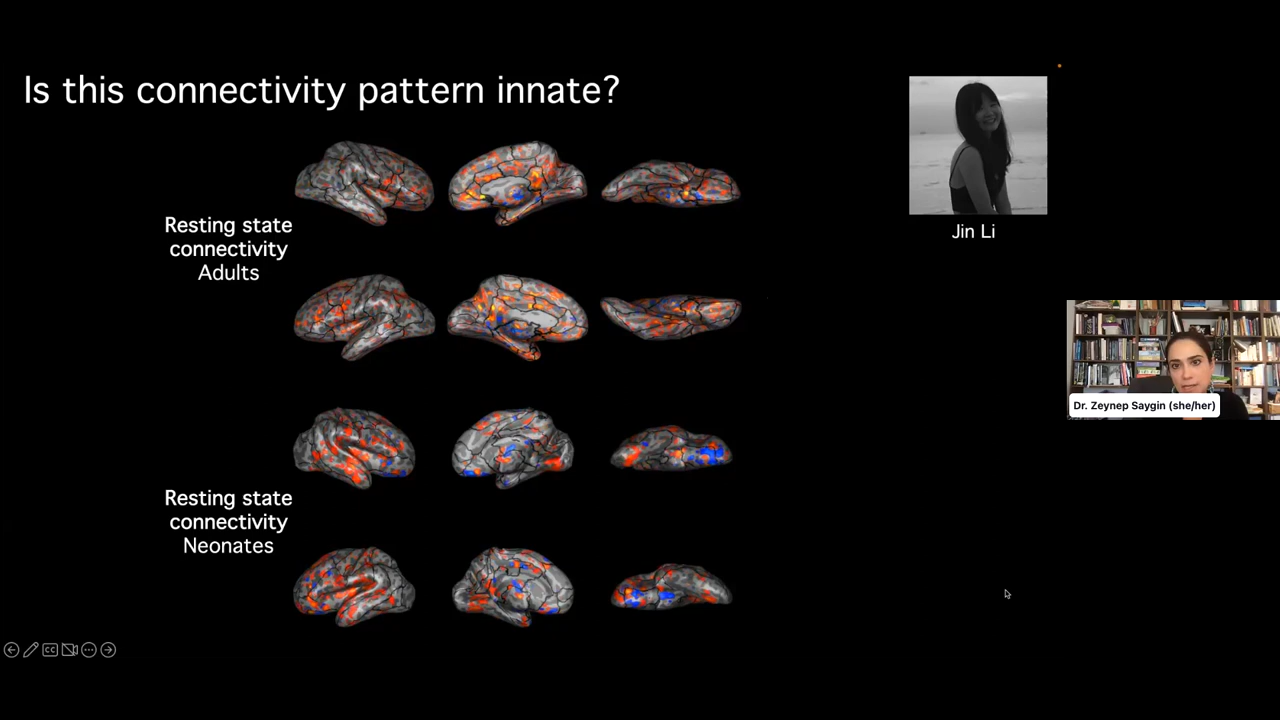 Is this connectivity pattern innate?
Jin Li
Resting state
connectivity
Adults
Dr. Zeynep Saygin (she/her)
Resting state
connectivity
Neonates
CC